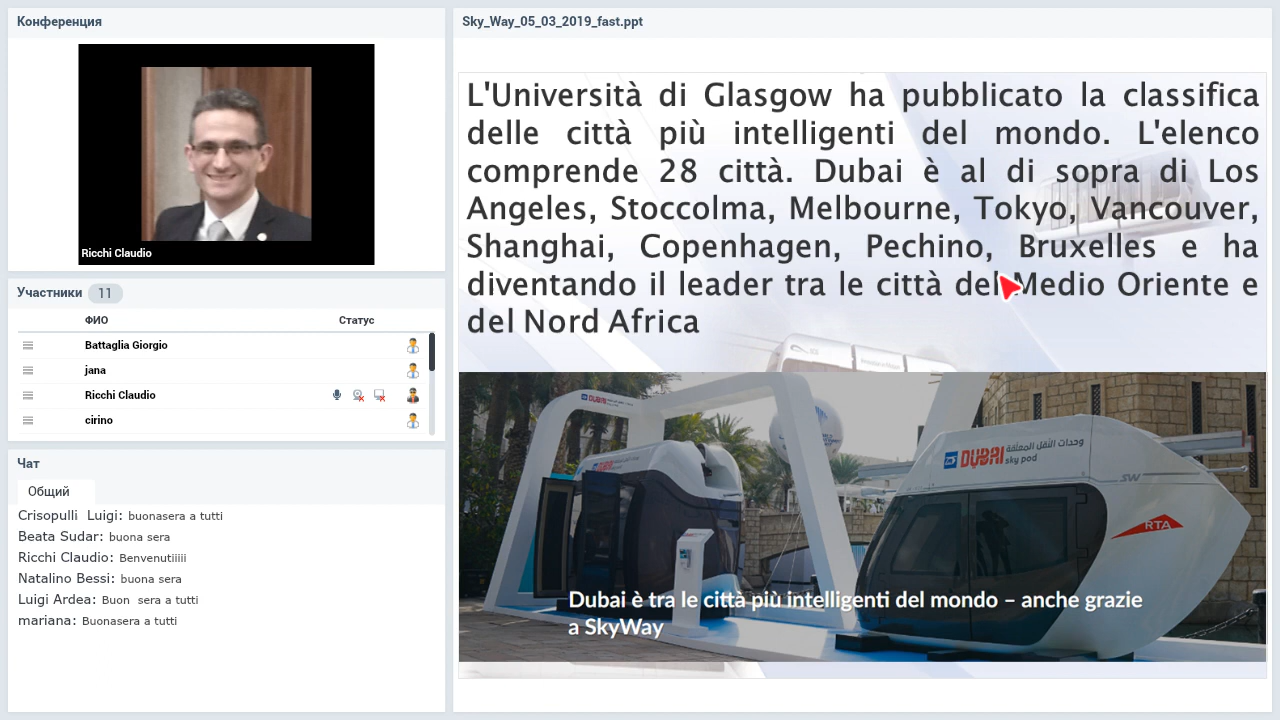 Конференция
Ricchi Claudio
Участники 11
ФИО Статус
Battaglia Giorgio
jana
Ricchi Claudio
cirino
Чат
Общий
Crisopulli Luigi: buonasera a tutti
Beata Sudar: buona sera
Ricchi Claudio: Benvenutiiiii
Natalino Bessi: buona sera
Luigi Ardea: Buon sera a tutti
mariana: Buonasera a tutti
Sky_Way_05_03_2019_fast.ppt
L'Università di Glasgow ha pubblicato la classifica
delle città più intelligenti del mondo. L'elenco
comprende 28 città. Dubai è al di sopra di Los
Angeles, Stoccolma, Melbourne, Tokyo, Vancouver,
Shanghai, Copenhagen, Pechino, Bruxelles e ha
diventando il leader tra le città del Medio Oriente e
del Nord Africa
DUBAI
وحدات النقل المعلقة
DUBAI sky pod
SW
RTA
Dubai è tra le città più intelligenti del mondo – anche grazie
a SkyWay